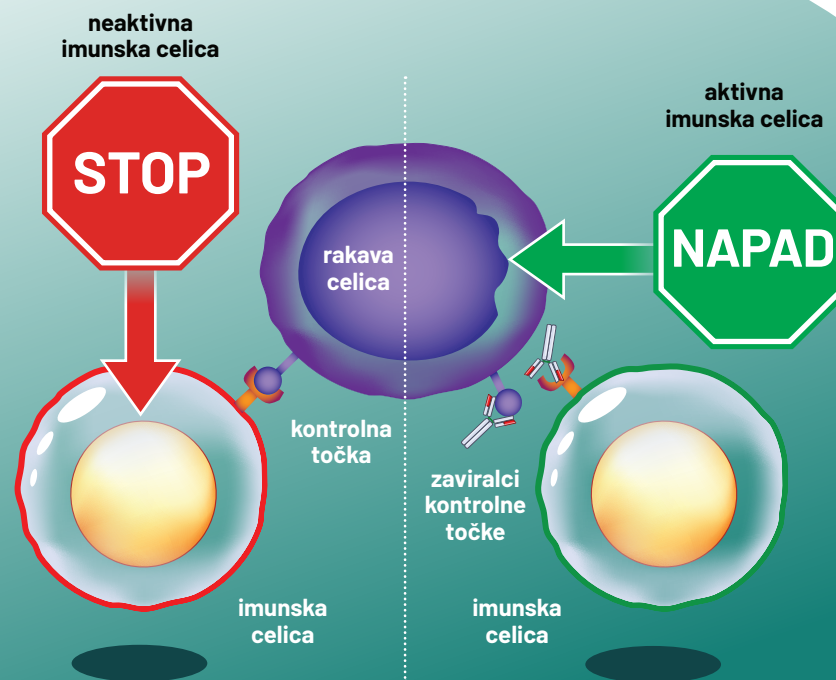 neaktivna
imunska celica
STOP
aktivna
imunska celica
NAPAD
rakava
celica
kontrolna
točka
zaviralci
kontrolne
točke
imunska
celica
imunska
celica